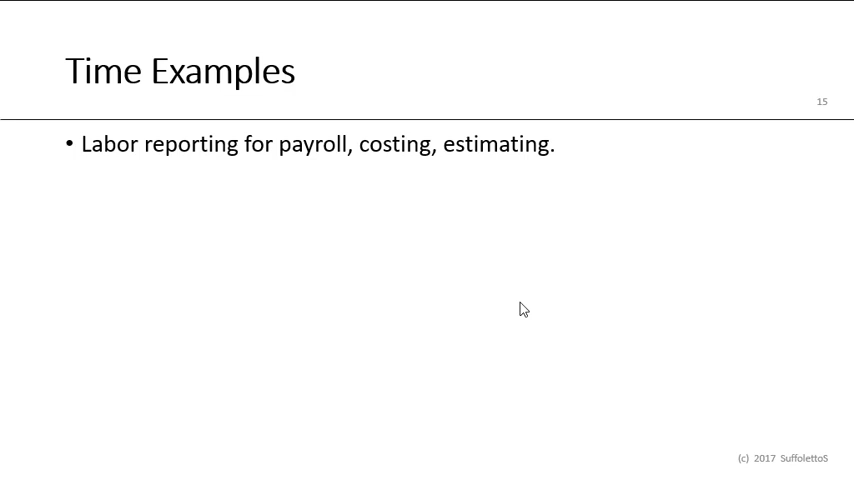 Time Examples
15
• Labor reporting for payroll, costing, estimating.
(c) 2017 SuffolettoS